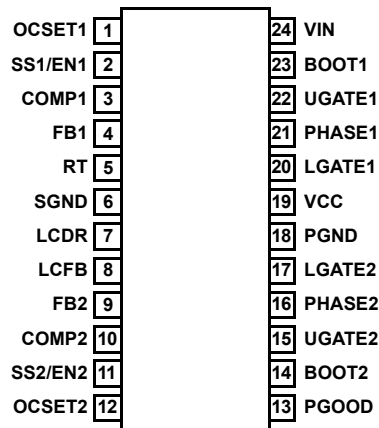 OCSET1 1 24 VIN
SS1/EN1 2 23 BOOT1
COMP1 3 22 UGATE1
FB1 4 21 PHASE1
RT 5 20 LGATE1
SGND 6 19 VCC
LCDR 7 18 PGND
LCFB 8 17 LGATE2
FB2 9 16 PHASE2
COMP2 10 15 UGATE2
SS2/EN2 11 14 BOOT2
OCSET2 12 13 PGOOD